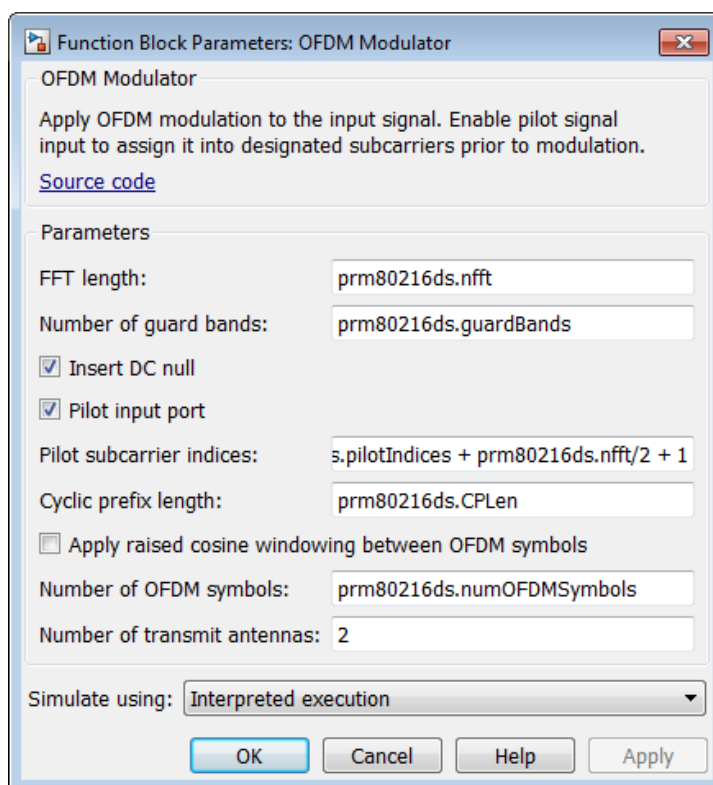 Function Block Parameters: OFDM Modulator
OFDM Modulator
Apply OFDM modulation to the input signal. Enable pilot signal
input to assign it into designated subcarriers prior to modulation.
Source code
Parameters
FFT length: prm80216ds.nfft
Number of guard bands: prm80216ds.guardBands
Insert DC null
Pilot input port
Pilot subcarrier indices: s.pilotIndices + prm80216ds.nfft/2 + 1
Cyclic prefix length: prm80216ds.CPLen
Apply raised cosine windowing between OFDM symbols
Number of OFDM symbols: prm80216ds.numOFDMSymbols
Number of transmit antennas: 2
Simulate using: Interpreted execution
OK Cancel Help Apply